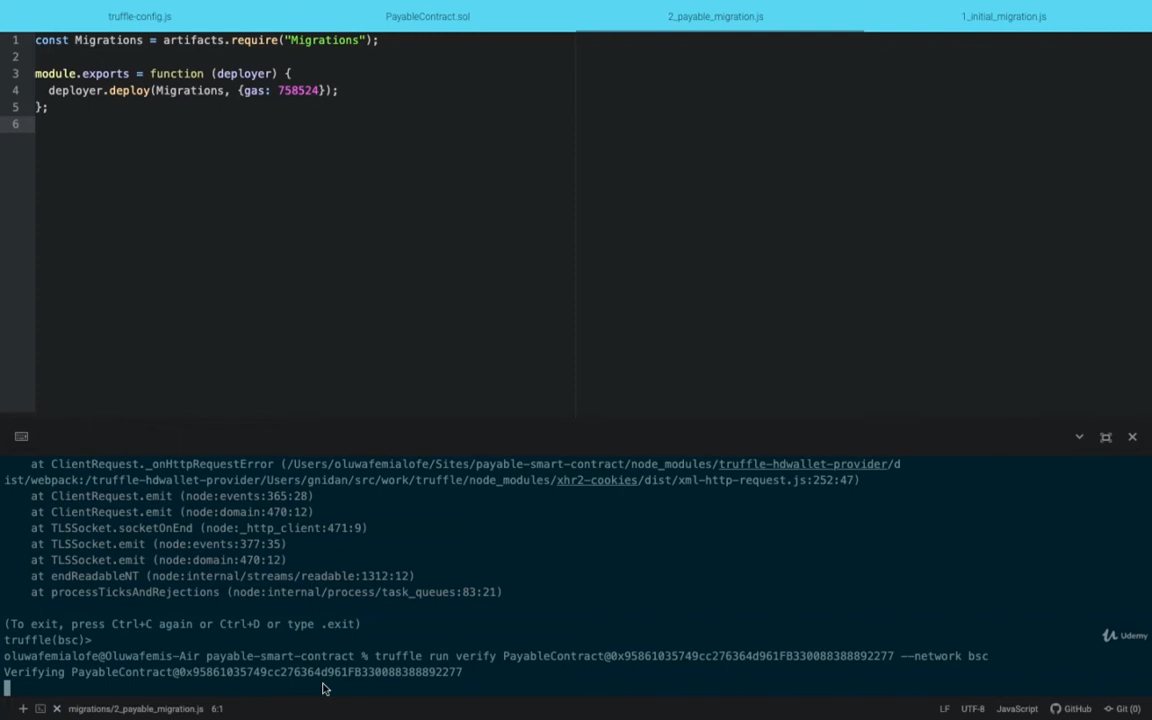 truffle-config.js
PayableContract.sol
2_payable_migration.js
1_initial_migration.js
1 const Migrations = artifacts.require("Migrations");
2
3 module.exports = function (deployer) {
4 deployer.deploy(Migrations, {gas: 758524});
5 };
6
at ClientRequest._onHttpRequestError (/Users/oluwafemialofe/Sites/payable-smart-contract/node_modules/truffle-hdwallet-provider/d
ist/webpack:/truffle-hdwallet-provider/Users/gnidan/src/work/truffle/node_modules/xhr2-cookies/dist/xml-http-request.js:252:47)
at ClientRequest.emit (node:events:365:28)
at ClientRequest.emit (node:domain:470:12)
at TLSSocket.socketOnEnd (node:_http_client:471:9)
at TLSSocket.emit (node:events:377:35)
at TLSSocket.emit (node:domain:470:12)
at endReadableNT (node:internal/streams/readable:1312:12)
at processTicksAndRejections (node:internal/process/task_queues:83:21)
(To exit, press Ctrl+C again or Ctrl+D or type .exit)
truffle(bsc)>
oluwafemialofe@Oluwafemis-Air payable-smart-contract % truffle run verify PayableContract@0x95861035749cc276364d961FB330088388892277 --network bsc
Verifying PayableContract@0x95861035749cc276364d961FB330088388892277
Udemy
migrations/2_payable_migration.js 6:1
LF UTF-8 JavaScript GitHub Git (0)